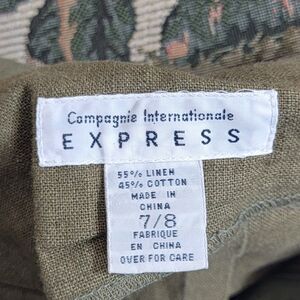 Compagnie Internationale
EXPRESS
55% LINEN
45% COTTON
MADE IN
CHINA
7/8
FABRIQUE
EN CHINA
OVER FOR CARE